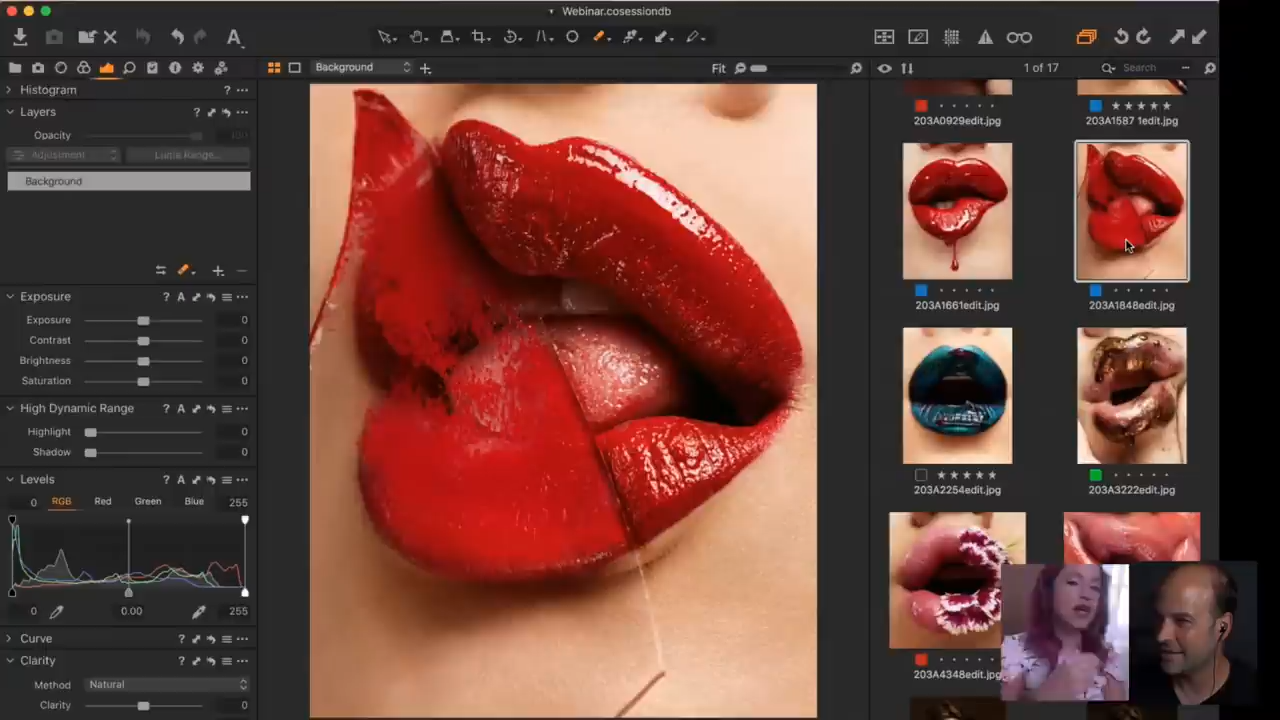 Webinar.cosessiondb
A
Background
Fit
1 of 17
Search
Histogram
?
Layers
?
Opacity
100
Adjustment
Luma Range...
Background
Exposure
? A
Exposure
0
Contrast
0
Brightness
0
Saturation
0
High Dynamic Range
? A
Highlight
0
Shadow
0
Levels
? A
0
RGB
Red
Green
Blue
255
0
0.00
255
Curve
? A
Clarity
?
Method
Natural
Clarity
0
203A0929edit.jpg
203A1587 1edit.jpg
203A1661edit.jpg
203A1848edit.jpg
203A2254edit.jpg
203A3222edit.jpg
203A4348edit.jpg